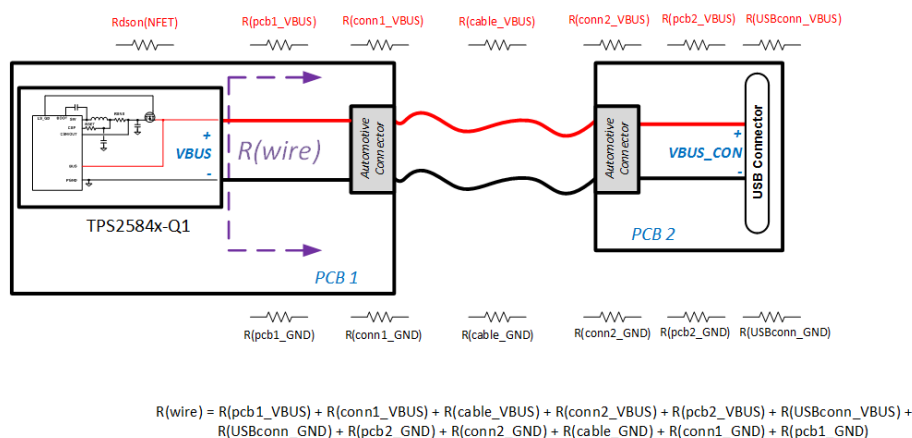 Rdson(NFET)
R(pcb1_VBUS)
R(conn1_VBUS)
R(cable_VBUS)
R(conn2_VBUS)
R(pcb2_VBUS)
R(USBconn_VBUS)
BUS
PGND
+
VBUS
-
R(wire)
Automotive
Connector
Automotive
Connector
+
VBUS_CON
-
USB Connector
TPS2584x-Q1
PCB 1
PCB 2
R(pcb1_GND)
R(conn1_GND)
R(cable_GND)
R(conn2_GND)
R(pcb2_GND)
R(USBconn_GND)
R(wire) = R(pcb1_VBUS) + R(conn1_VBUS) + R(cable_VBUS) + R(conn2_VBUS) + R(pcb2_VBUS) + R(USBconn_VBUS) +
R(USBconn_GND) + R(pcb2_GND) + R(conn2_GND) + R(cable_GND) + R(conn1_GND) + R(pcb1_GND)